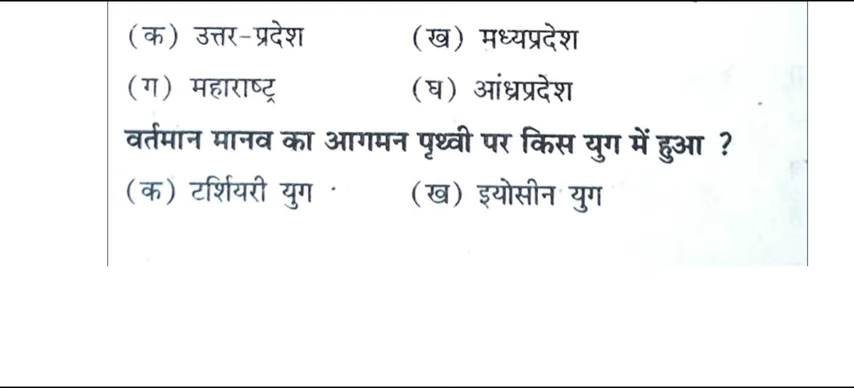 (क) उत्तर-प्रदेश (ख) मध्यप्रदेश
(ग) महाराष्ट्र (घ) आंध्रप्रदेश
वर्तमान मानव का आगमन पृथ्वी पर किस युग में हुआ ?
(क) टर्शियरी युग (ख) इयोसीन युग